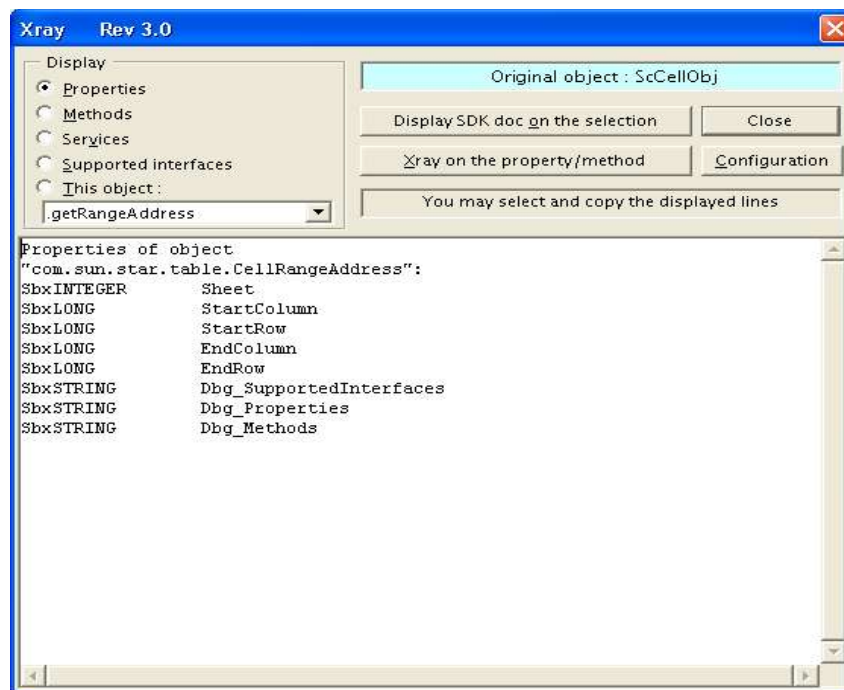 Xray Rev 3.0
Display
Properties
Methods
Services
Supported interfaces
This object :
.getRangeAddress
Original object : ScCellObj
Display SDK doc on the selection
Close
Xray on the property/method
Configuration
You may select and copy the displayed lines
Properties of object
"com.sun.star.table.CellRangeAddress":
SbxINTEGER Sheet
SbxLONG StartColumn
SbxLONG StartRow
SbxLONG EndColumn
SbxLONG EndRow
SbxSTRING Dbg_SupportedInterfaces
SbxSTRING Dbg_Properties
SbxSTRING Dbg_Methods